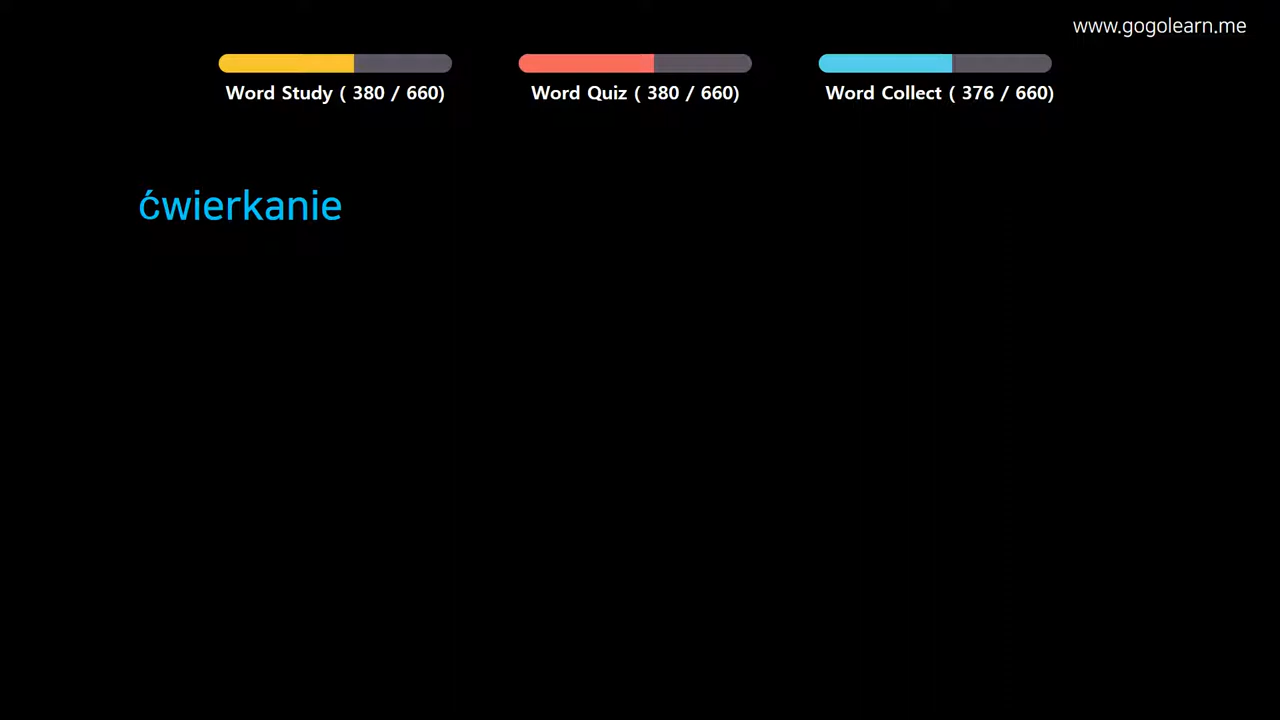 www.gogolearn.me
Word Study ( 380 / 660)
Word Quiz ( 380 / 660)
Word Collect ( 376 / 660)
ćwierkanie